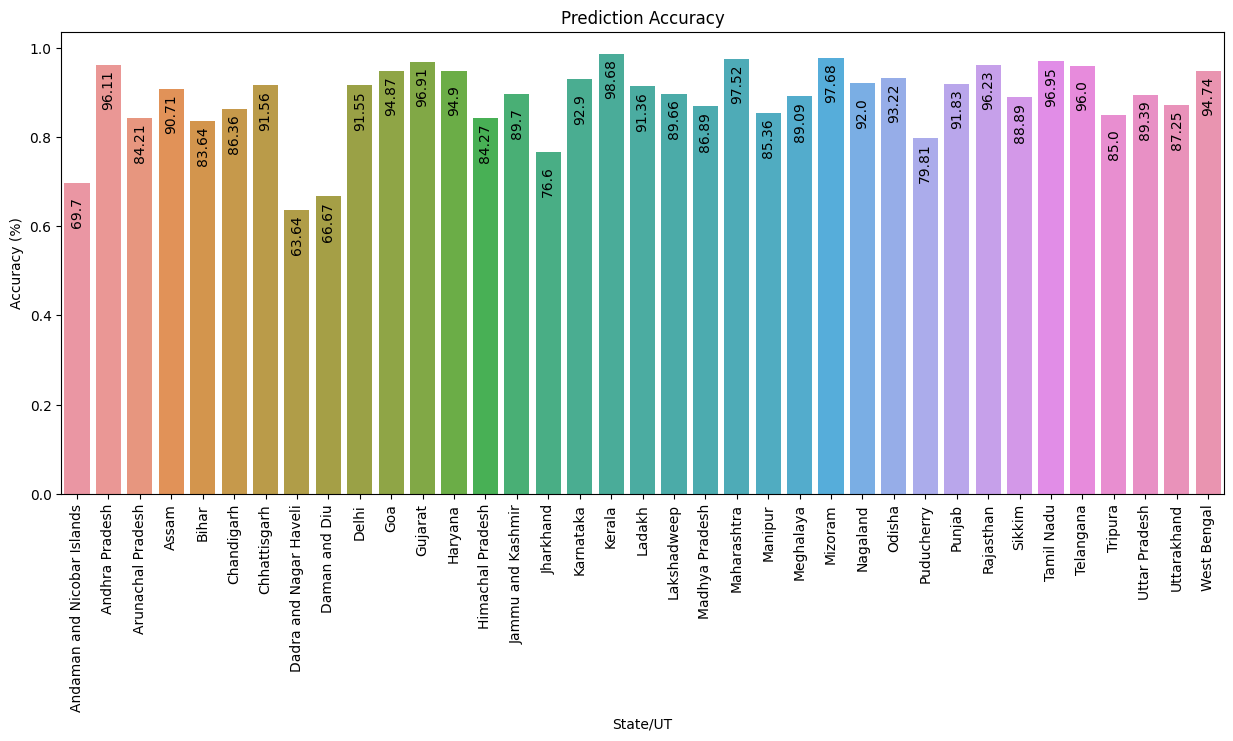 Prediction Accuracy
Accuracy (%)
1.0
0.8
0.6
0.4
0.2
0.0
69.7
96.11
84.21
90.71
83.64
86.36
91.56
63.64
66.67
91.55
94.87
96.91
94.9
84.27
89.7
76.6
92.9
98.68
91.36
89.66
86.89
97.52
85.36
89.09
97.68
92.0
93.22
79.81
91.83
96.23
88.89
96.95
96.0
85.0
89.39
87.25
94.74
Andaman and Nicobar Islands
Andhra Pradesh
Arunachal Pradesh
Assam
Bihar
Chandigarh
Chhattisgarh
Dadra and Nagar Haveli
Daman and Diu
Delhi
Goa
Gujarat
Haryana
Himachal Pradesh
Jammu and Kashmir
Jharkhand
Karnataka
Kerala
Ladakh
Lakshadweep
Madhya Pradesh
Maharashtra
Manipur
Meghalaya
Mizoram
Nagaland
Odisha
Puducherry
Punjab
Rajasthan
Sikkim
Tamil Nadu
Telangana
Tripura
Uttar Pradesh
Uttarakhand
West Bengal
State/UT